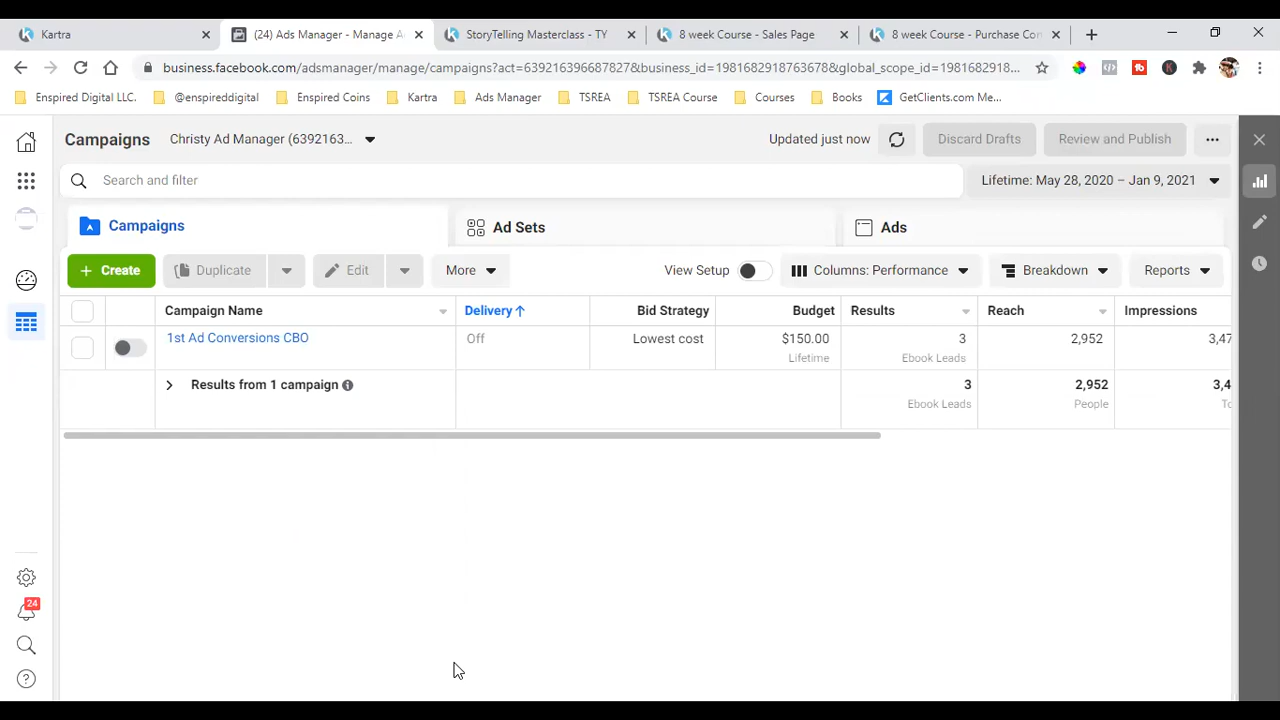 Kartra
(24) Ads Manager - Manage A
StoryTelling Masterclass - TY
8 week Course - Sales Page
8 week Course - Purchase Con
business.facebook.com/adsmanager/manage/campaigns?act=639216396687827&business_id=1981682918763678&global_scope_id=1981682918...
Enspired Digital LLC.
@enspireddigital
Enspired Coins
Kartra
Ads Manager
TSREA
TSREA Course
Courses
Books
GetClients.com Me...
Campaigns
Christy Ad Manager (6392163...
Updated just now
Discard Drafts
Review and Publish
Search and filter
Lifetime: May 28, 2020 – Jan 9, 2021
Campaigns
Ad Sets
Ads
+ Create
Duplicate
Edit
More
View Setup
Columns: Performance
Breakdown
Reports
Campaign Name
Delivery ↑
Bid Strategy
Budget
Results
Reach
Impressions
1st Ad Conversions CBO
Off
Lowest cost
$150.00
3
2,952
3,47
Lifetime
Ebook Leads
Results from 1 campaign
3
2,952
3,4
Ebook Leads
People
To
24